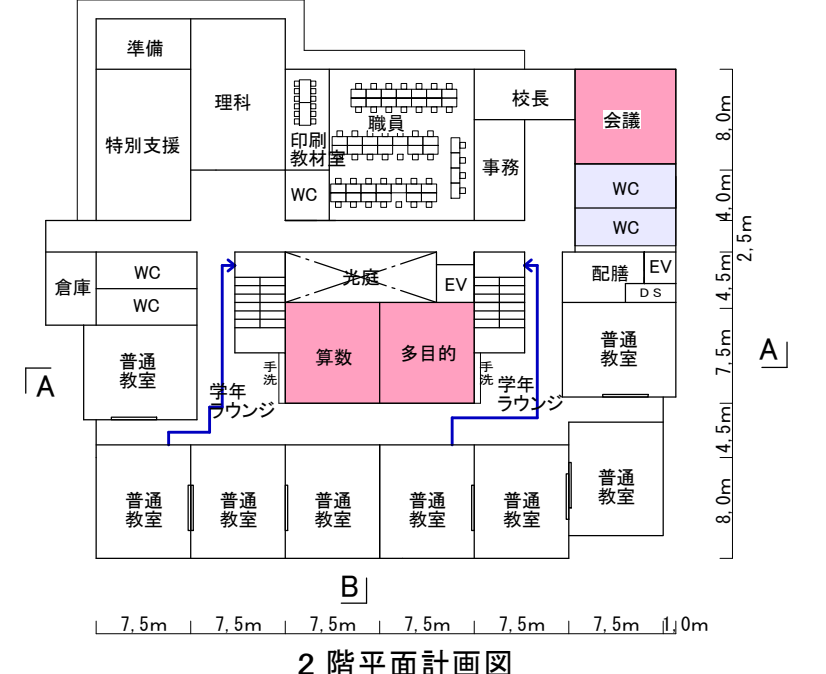 準備
理科
特別支援
印刷
教材室
職員
校長
会議
事務
WC
WC
WC
8,0m
4,0m
2,5m
4,5m
7,5m
4,5m
8,0m
倉庫
WC
WC
光庭
EV
配膳
EV
DS
算数
多目的
手洗
手洗
普通
教室
普通
教室
学年
ラウンジ
学年
ラウンジ
A
A
普通
教室
普通
教室
普通
教室
普通
教室
普通
教室
普通
教室
B
7,5m
7,5m
7,5m
7,5m
7,5m
7,5m
1,0m
2階平面計画図